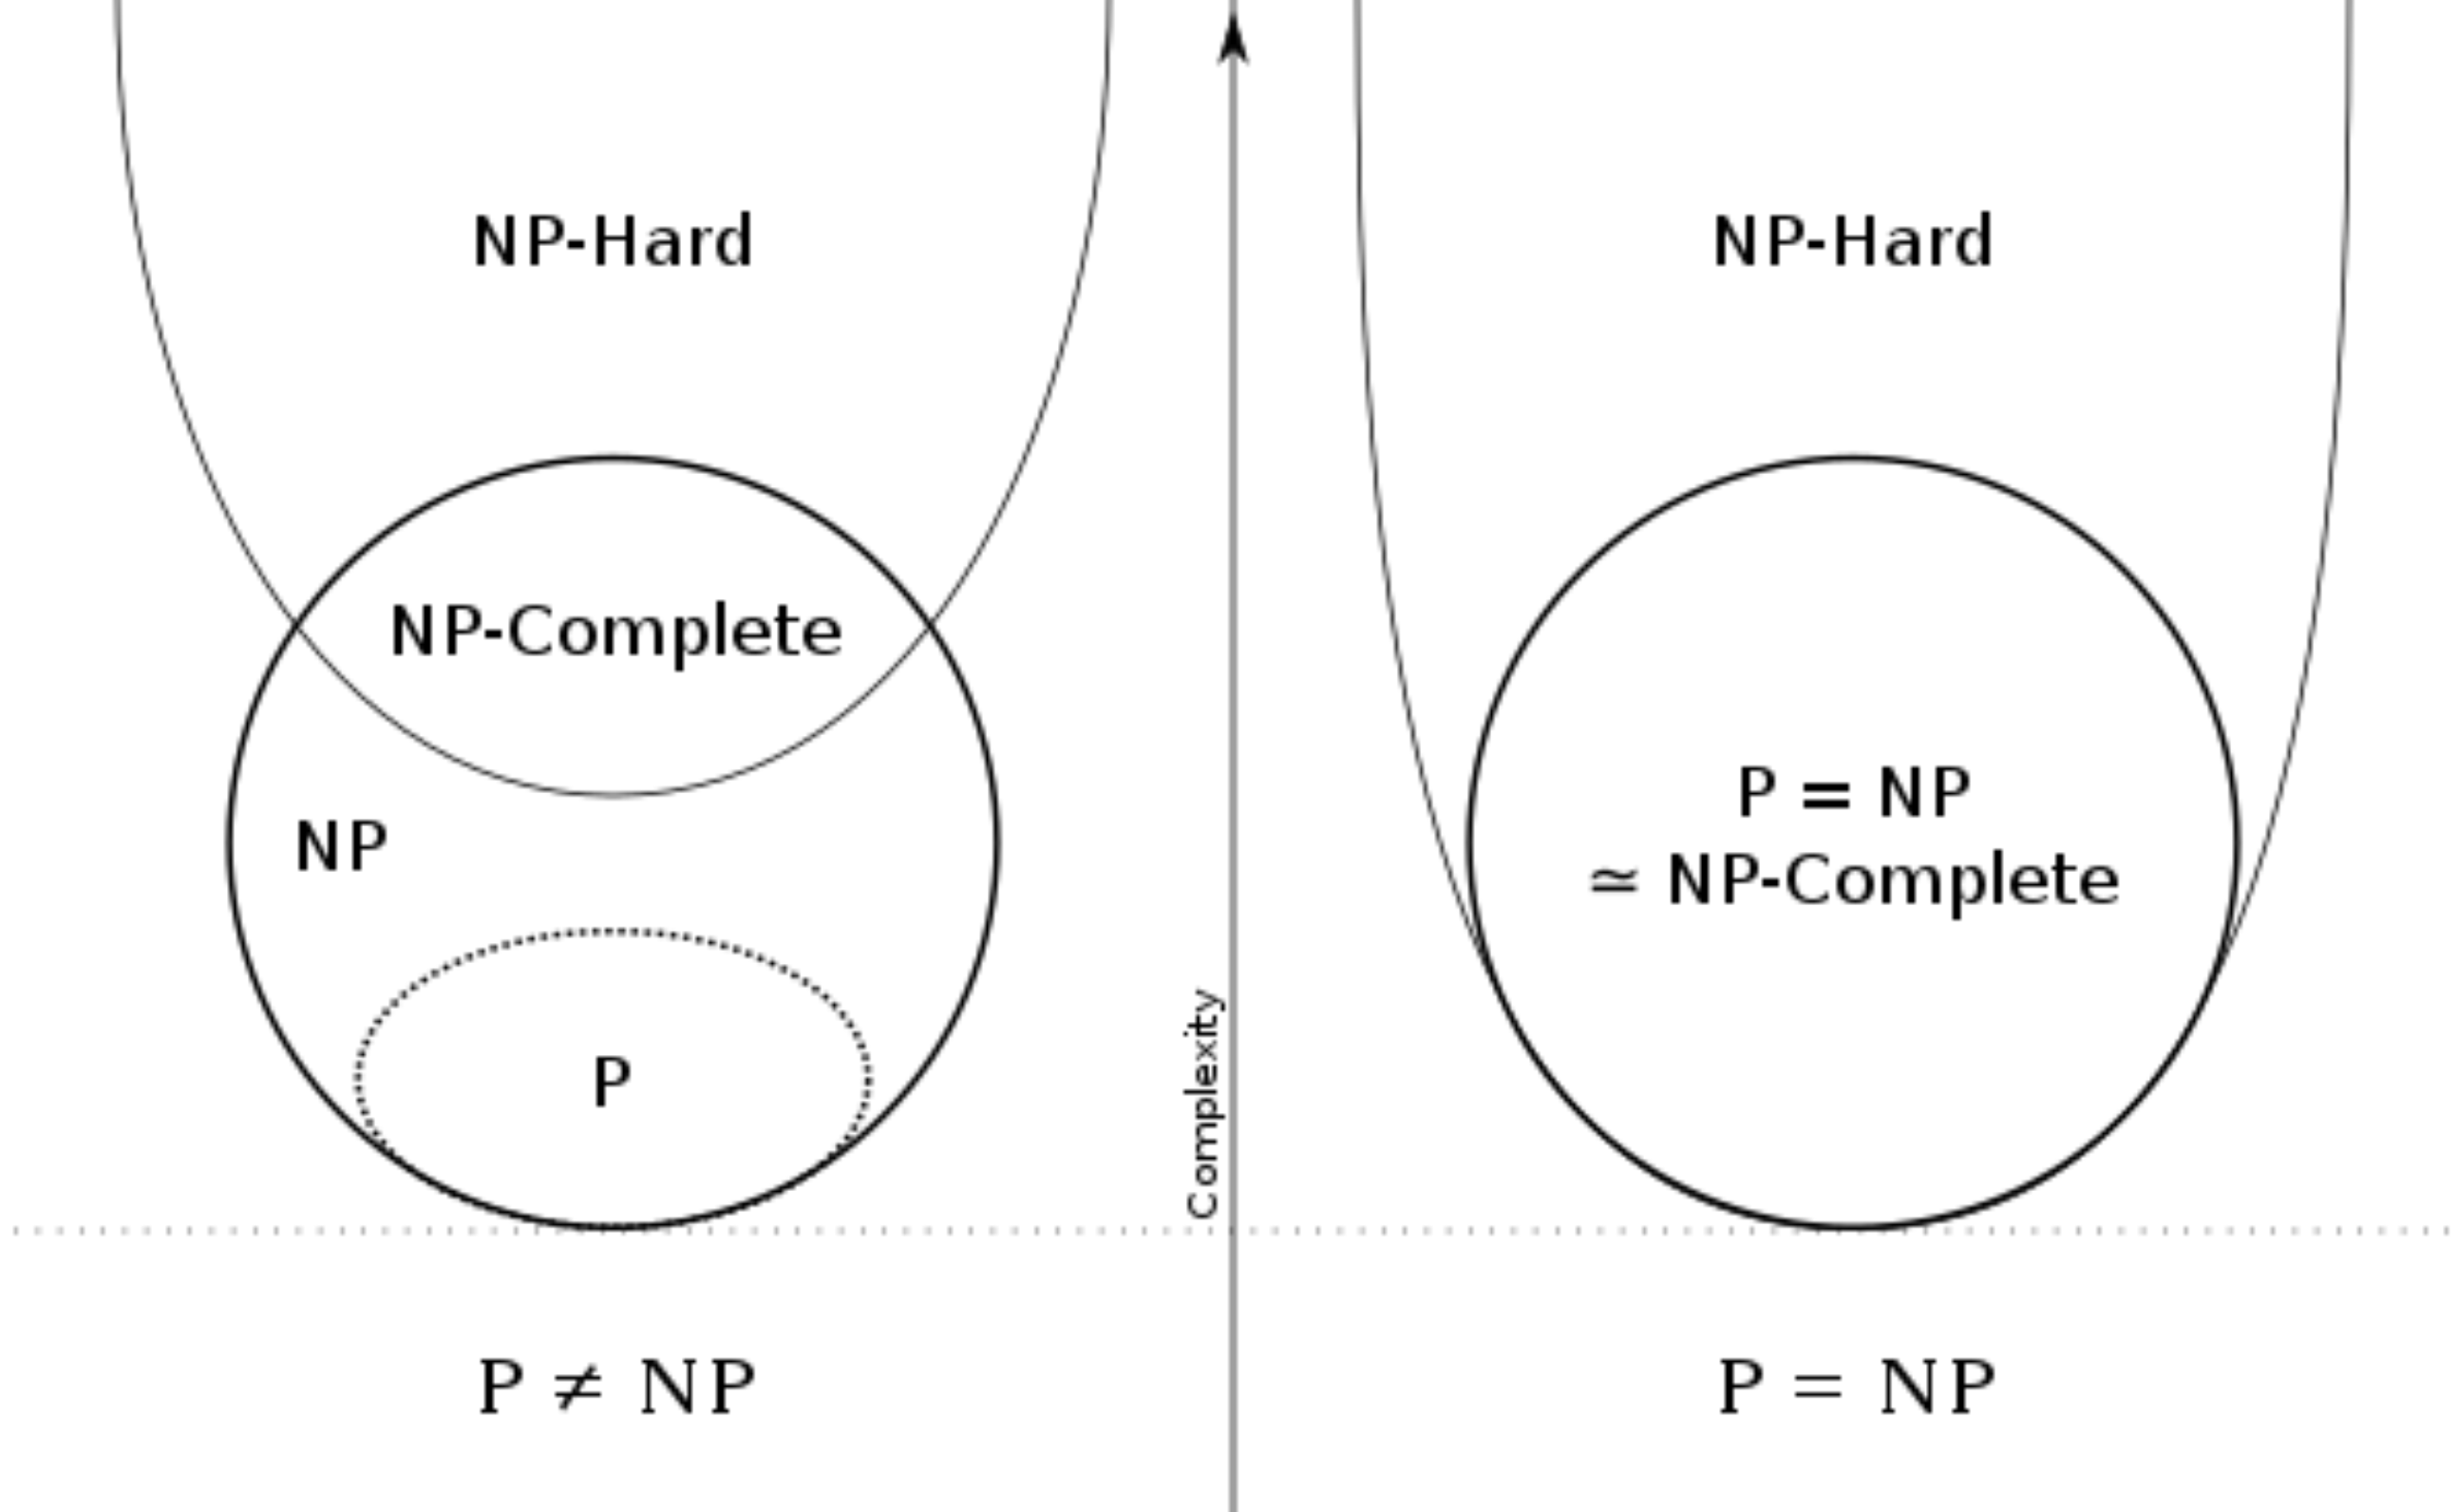 NP-Hard
NP-Complete
NP
P
P ≠ NP
Complexity
NP-Hard
P = NP
≃ NP-Complete
P = NP